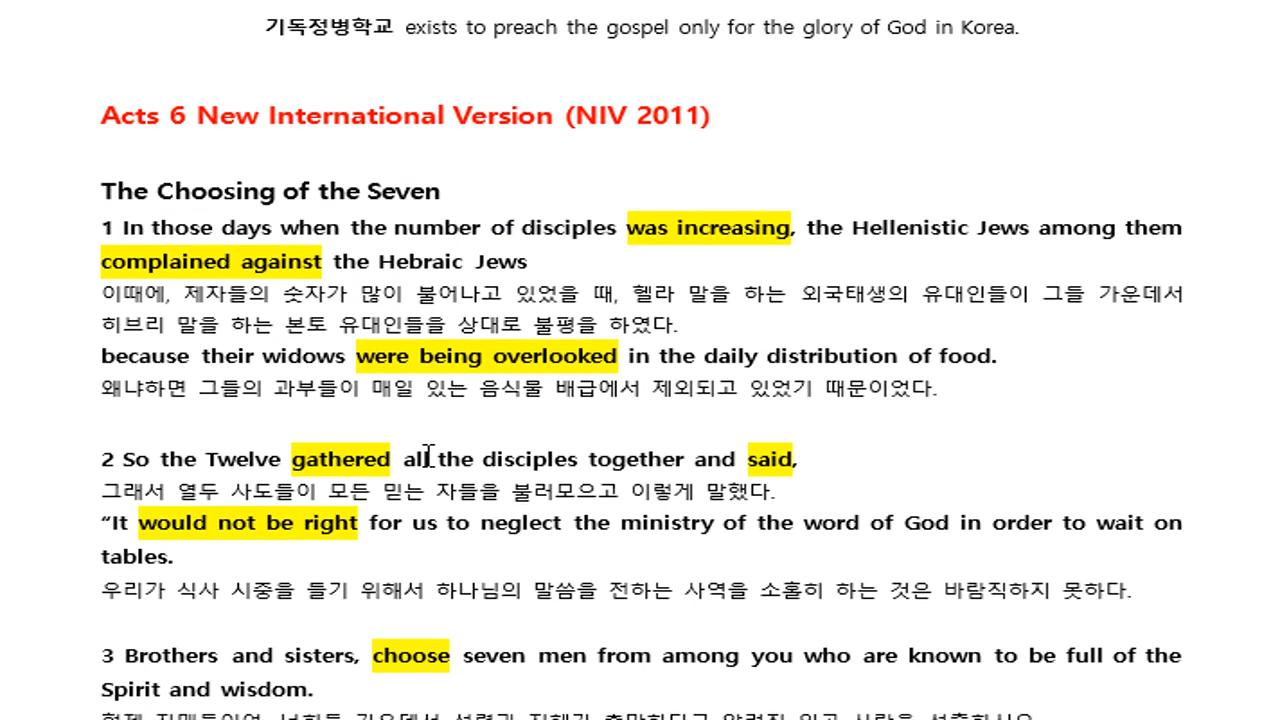 기독정병학교 exists to preach the gospel only for the glory of God in Korea.
Acts 6 New International Version (NIV 2011)
The Choosing of the Seven
1 In those days when the number of disciples was increasing, the Hellenistic Jews among them
complained against the Hebraic Jews
이때에, 제자들의 숫자가 많이 불어나고 있었을 때, 헬라 말을 하는 외국태생의 유대인들이 그들 가운데서
히브리 말을 하는 본토 유대인들을 상대로 불평을 하였다.
because their widows were being overlooked in the daily distribution of food.
왜냐하면 그들의 과부들이 매일 있는 음식물 배급에서 제외되고 있었기 때문이었다.
2 So the Twelve gathered all the disciples together and said,
그래서 열두 사도들이 모든 믿는 자들을 불러모으고 이렇게 말했다.
“It would not be right for us to neglect the ministry of the word of God in order to wait on
tables.
우리가 식사 시중을 들기 위해서 하나님의 말씀을 전하는 사역을 소홀히 하는 것은 바람직하지 못하다.
3 Brothers and sisters, choose seven men from among you who are known to be full of the
Spirit and wisdom.